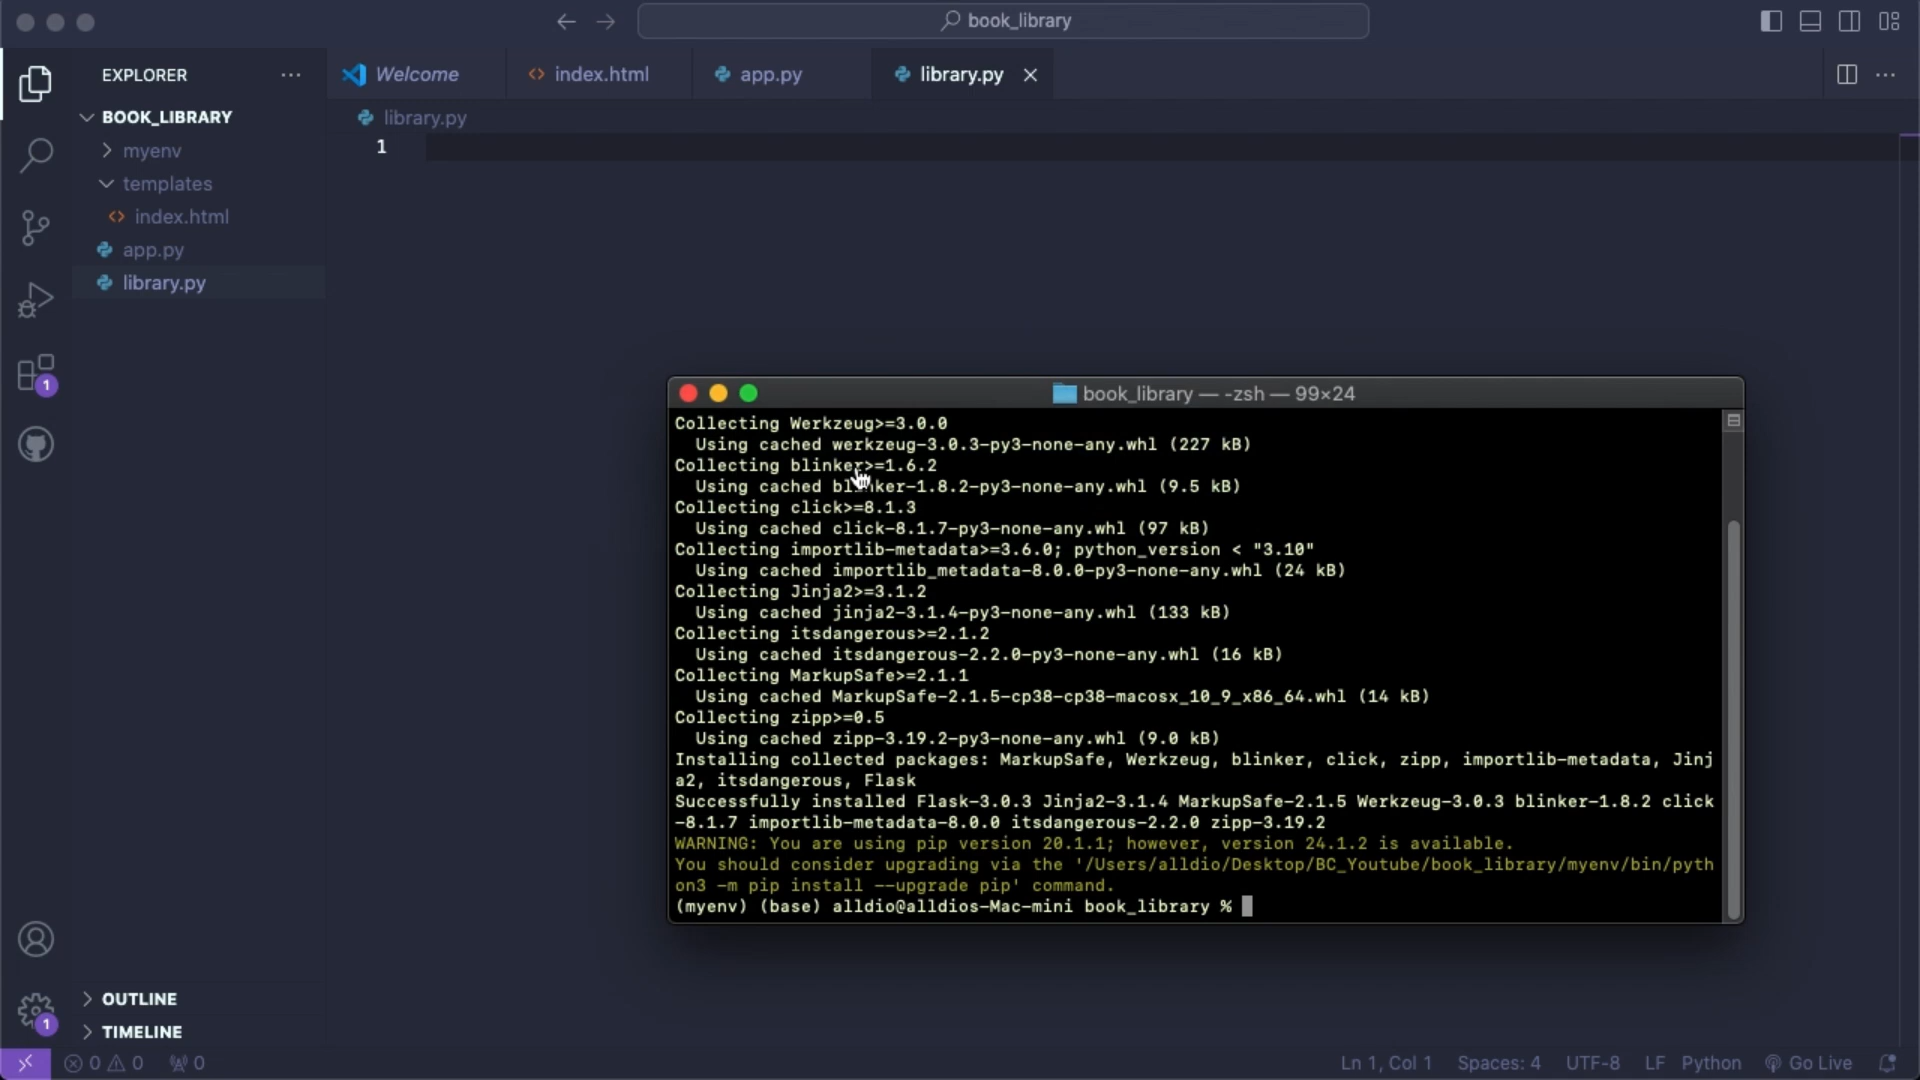 book_library
EXPLORER
Welcome
index.html
app.py
library.py
BOOK_LIBRARY
library.py
1
myenv
templates
index.html
app.py
library.py
1
book_library — -zsh — 99×24
Collecting Werkzeug>=3.0.0
Using cached werkzeug-3.0.3-py3-none-any.whl (227 kB)
Collecting blinker>=1.6.2
Using cached blinker-1.8.2-py3-none-any.whl (9.5 kB)
Collecting click>=8.1.3
Using cached click-8.1.7-py3-none-any.whl (97 kB)
Collecting importlib-metadata>=3.6.0; python_version < "3.10"
Using cached importlib_metadata-8.0.0-py3-none-any.whl (24 kB)
Collecting Jinja2>=3.1.2
Using cached jinja2-3.1.4-py3-none-any.whl (133 kB)
Collecting itsdangerous>=2.1.2
Using cached itsdangerous-2.2.0-py3-none-any.whl (16 kB)
Collecting MarkupSafe>=2.1.1
Using cached MarkupSafe-2.1.5-cp38-cp38-macosx_10_9_x86_64.whl (14 kB)
Collecting zipp>=0.5
Using cached zipp-3.19.2-py3-none-any.whl (9.0 kB)
Installing collected packages: MarkupSafe, Werkzeug, blinker, click, zipp, importlib-metadata, Jinj
a2, itsdangerous, Flask
Successfully installed Flask-3.0.3 Jinja2-3.1.4 MarkupSafe-2.1.5 Werkzeug-3.0.3 blinker-1.8.2 click
-8.1.7 importlib-metadata-8.0.0 itsdangerous-2.2.0 zipp-3.19.2
WARNING: You are using pip version 20.1.1; however, version 24.1.2 is available.
You should consider upgrading via the '/Users/alldio/Desktop/BC_Youtube/book_library/myenv/bin/pyth
on3 -m pip install --upgrade pip' command.
(myenv) (base) alldio@alldios-Mac-mini book_library %
OUTLINE
1
TIMELINE
0 0 0
Ln 1, Col 1
Spaces: 4
UTF-8
LF
Python
Go Live